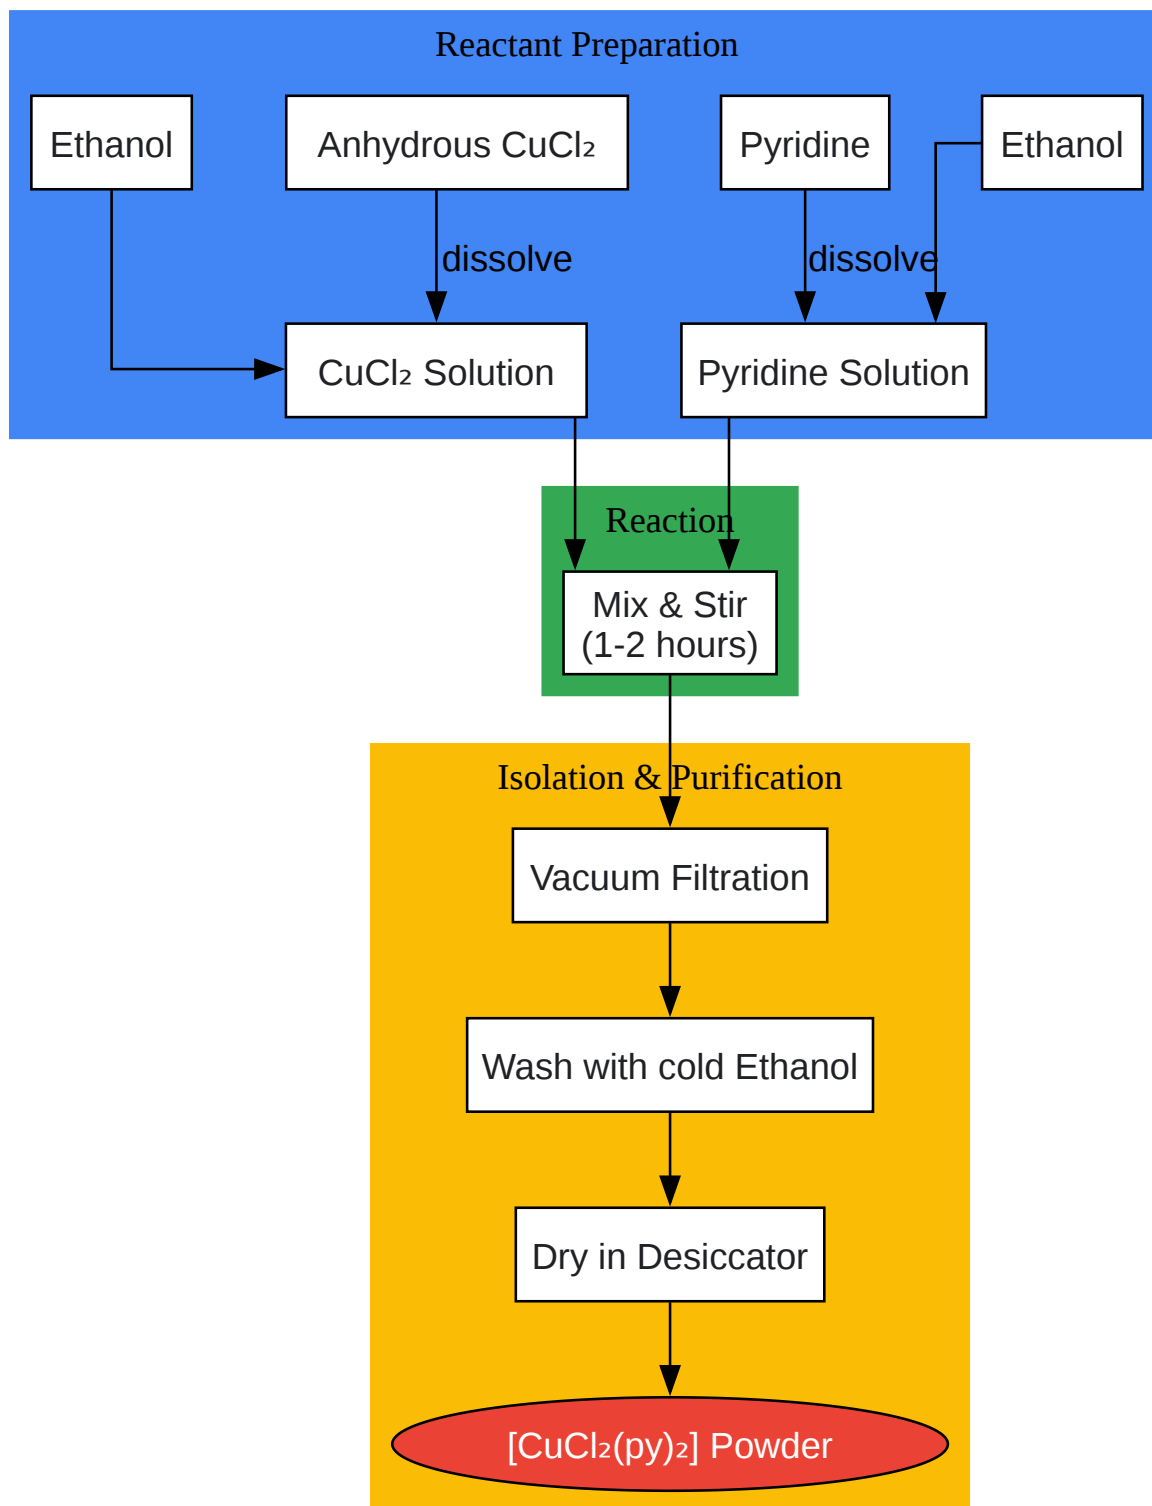 Reactant Preparation
Ethanol
Anhydrous CuCl₂
Pyridine
Ethanol
dissolve
dissolve
CuCl₂ Solution
Pyridine Solution
Reaction
Mix & Stir
(1-2 hours)
Isolation & Purification
Vacuum Filtration
Wash with cold Ethanol
Dry in Desiccator
[CuCl₂(py)₂] Powder